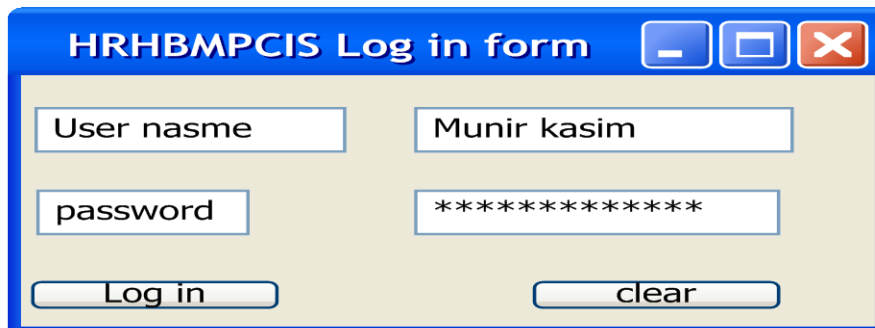 HRHBMPCIS Log in form
User nasme Munir kasim
password *************
Log in clear